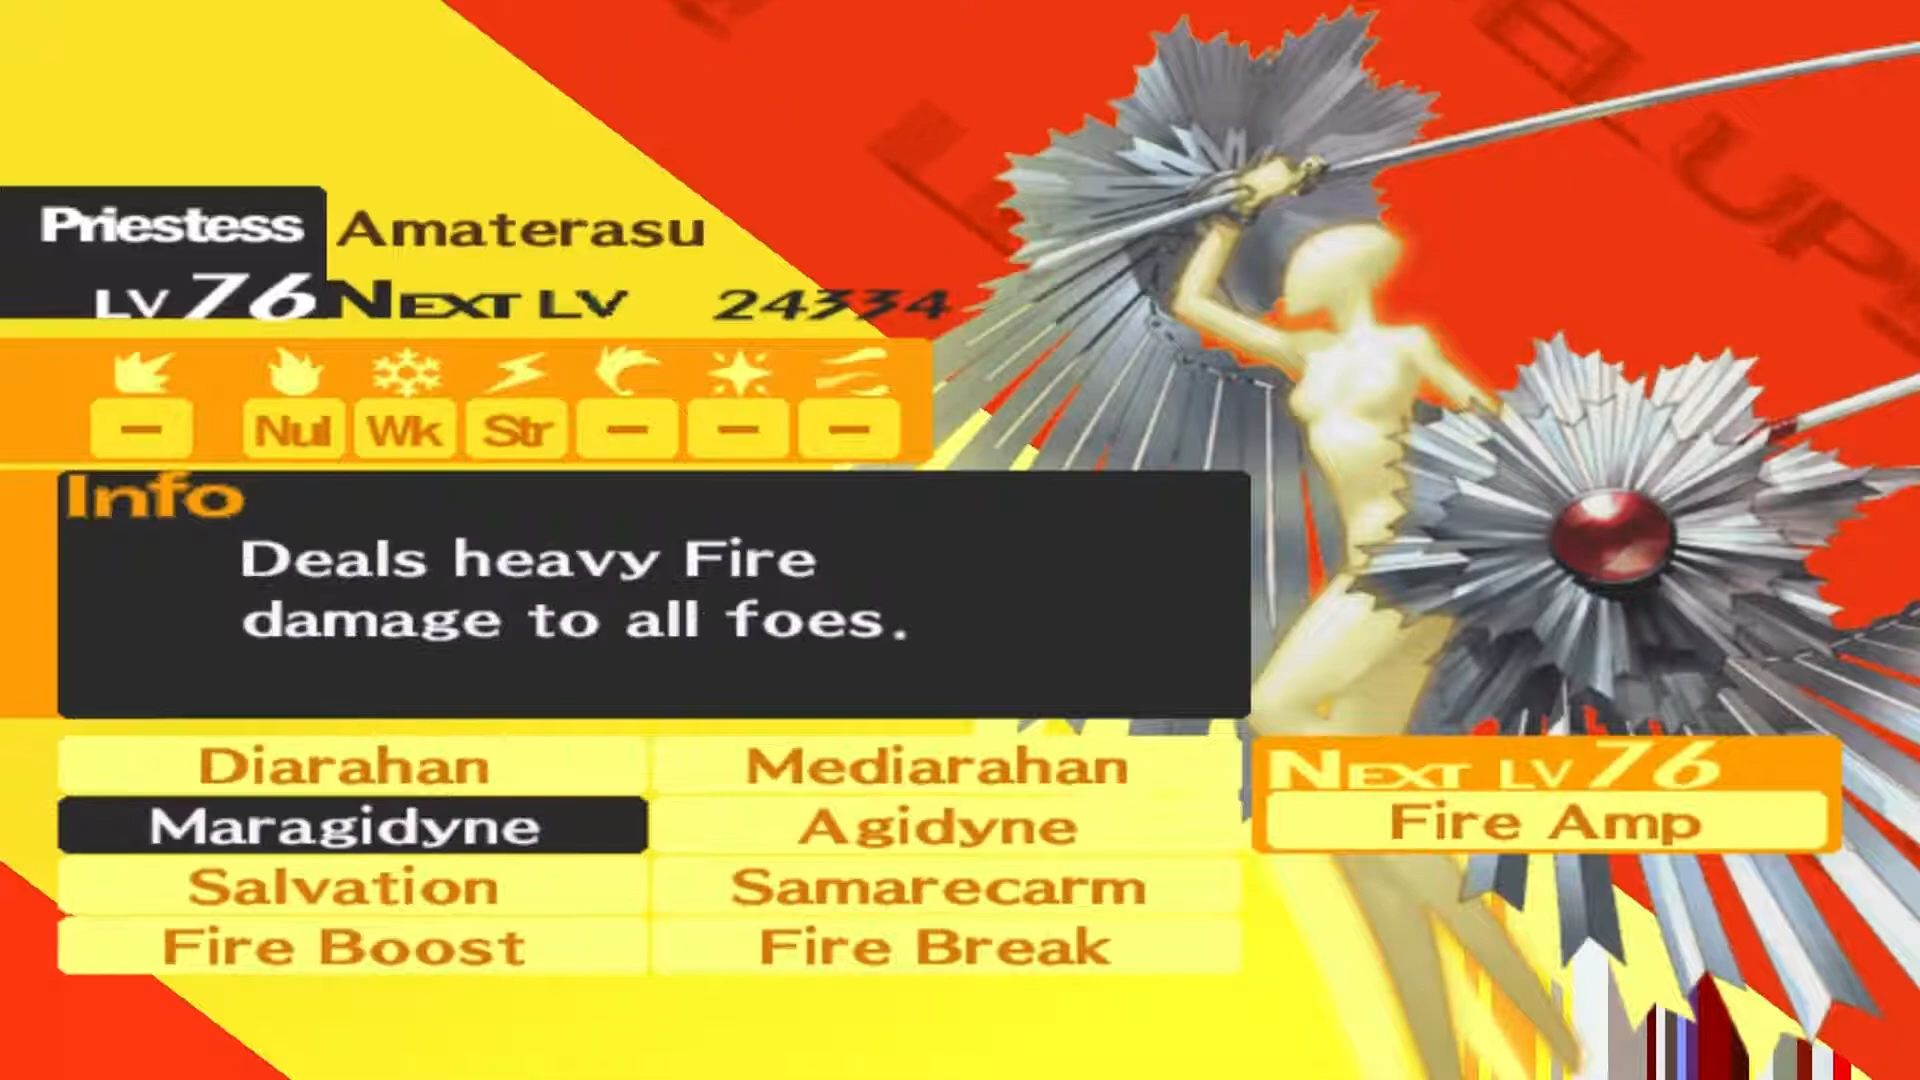 Priestess Amaterasu
LV 76 NEXT LV 24334
- Nul Wk Str - - -
Info
Deals heavy Fire
damage to all foes.
Diarahan Mediarahan
NEXT LV 76
Maragidyne Agidyne
Fire Amp
Salvation Samarecarm
Fire Boost Fire Break